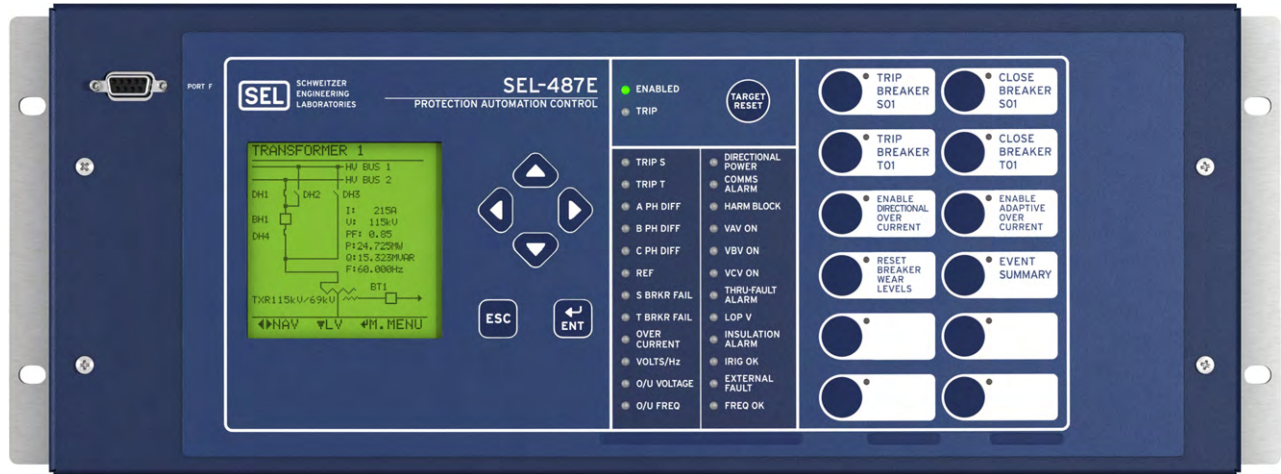 PORT F
SEL
SCHWEITZER
ENGINEERING
LABORATORIES
SEL-487E
PROTECTION AUTOMATION CONTROL
TRANSFORMER 1
HV BUS 1
HV BUS 2
DH1
DH2
DH3
BH1
DH4
I: 215A
V: 115kV
PF: 0.85
P:24.725MW
Q:15.323MVAR
F:60.000Hz
BT1
TXR115kV/69kV
NAV
LV
M.MENU
ESC
ENT
ENABLED
TRIP
TARGET
RESET
TRIP S
TRIP T
A PH DIFF
B PH DIFF
C PH DIFF
REF
S BRKR FAIL
T BRKR FAIL
OVER
CURRENT
VOLTS/Hz
O/U VOLTAGE
O/U FREQ
DIRECTIONAL
POWER
COMMS
ALARM
HARM BLOCK
VAV ON
VBV ON
VCV ON
THRU-FAULT
ALARM
LOP V
INSULATION
ALARM
IRIG OK
EXTERNAL
FAULT
FREQ OK
TRIP
BREAKER
S01
CLOSE
BREAKER
S01
TRIP
BREAKER
T01
CLOSE
BREAKER
T01
ENABLE
DIRECTIONAL
OVER
CURRENT
ENABLE
ADAPTIVE
OVER
CURRENT
RESET
BREAKER
WEAR
LEVELS
EVENT
SUMMARY